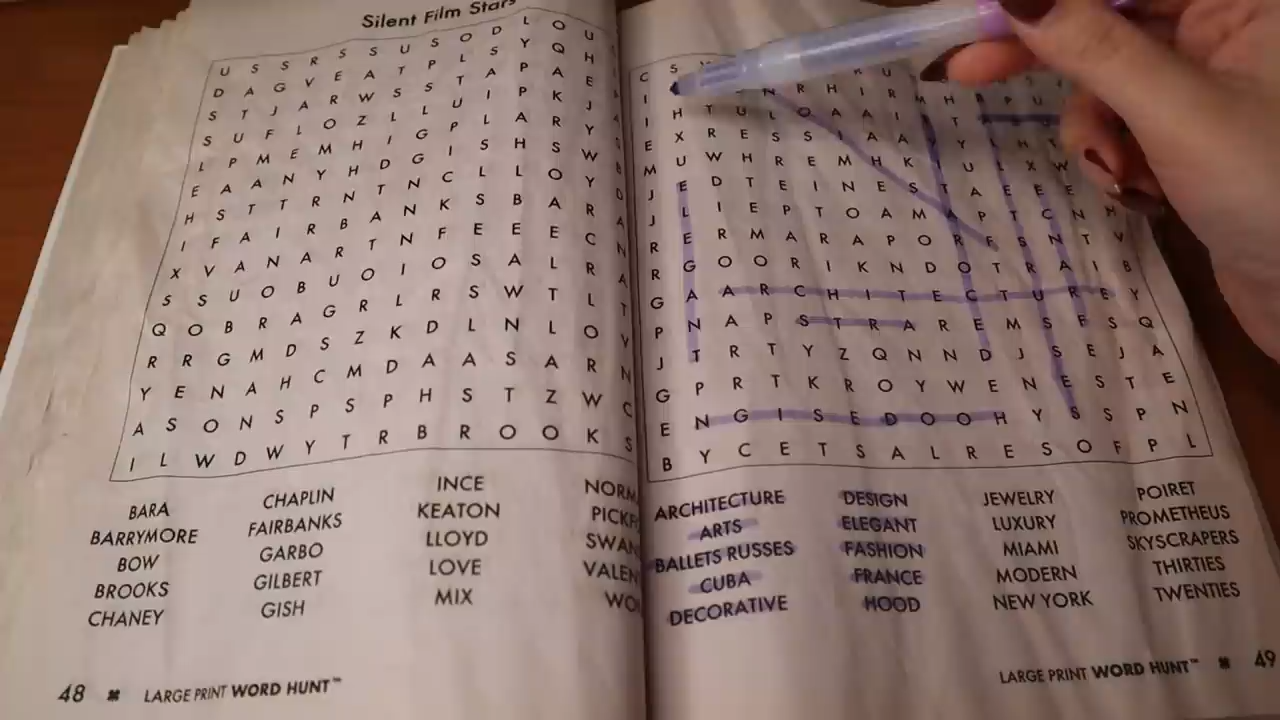 Silent Film Stars
U S S R S S U S O D L O U
D A G V E A T P L S Y Q H
S T J A R W S S T A P A E
S U F L O Z L L U I P K J
L P M E M H I G P L A R Y
E A A N Y H D G I S H S W
H S T T R N T N C L L O Y
I F A I R B A N K S B A R
X V A N A R T N F E E E C
S S U O B U O I O S A L R
Q O B R A G R L R S W T L
R R G M D S Z K D L N L O
Y E N A H C M D A A S A R N
A S O N S P S P H S T Z W C
I L W D W Y T R B R O O K S
BARA CHAPLIN INCE
BARRYMORE FAIRBANKS KEATON
BOW GARBO LLOYD
BROOKS GILBERT LOVE
CHANEY GISH MIX
48 LARGE PRINT WORD HUNT™
C S K U
I N R H I R M H R P U
I H T U L O A A I T
E X R E S S I A A Y L H T
M U W H R E M H K I U L X W
J E D T E I N E S T A E E E
J L I E P T O A M A P T C N H
R E R M A R A P O R E S N T V
R G O O R I K N D O T R A I B
G A A R C H I T E C T U R E Y
P N A P S T R A R E M S F S Q
J T R T Y Z Q N N D J S E J A
G P R T K R O Y W E N E S T E
E N G I S E D O O H Y S S P N
B Y C E T S A L R E S O F P L
ARCHITECTURE DESIGN JEWELRY POIRET
ARTS ELEGANT LUXURY PROMETHEUS
BALLETS RUSSES FASHION MIAMI SKYSCRAPERS
CUBA FRANCE MODERN THIRTIES
DECORATIVE HOOD NEW YORK TWENTIES
LARGE PRINT WORD HUNT™ 49